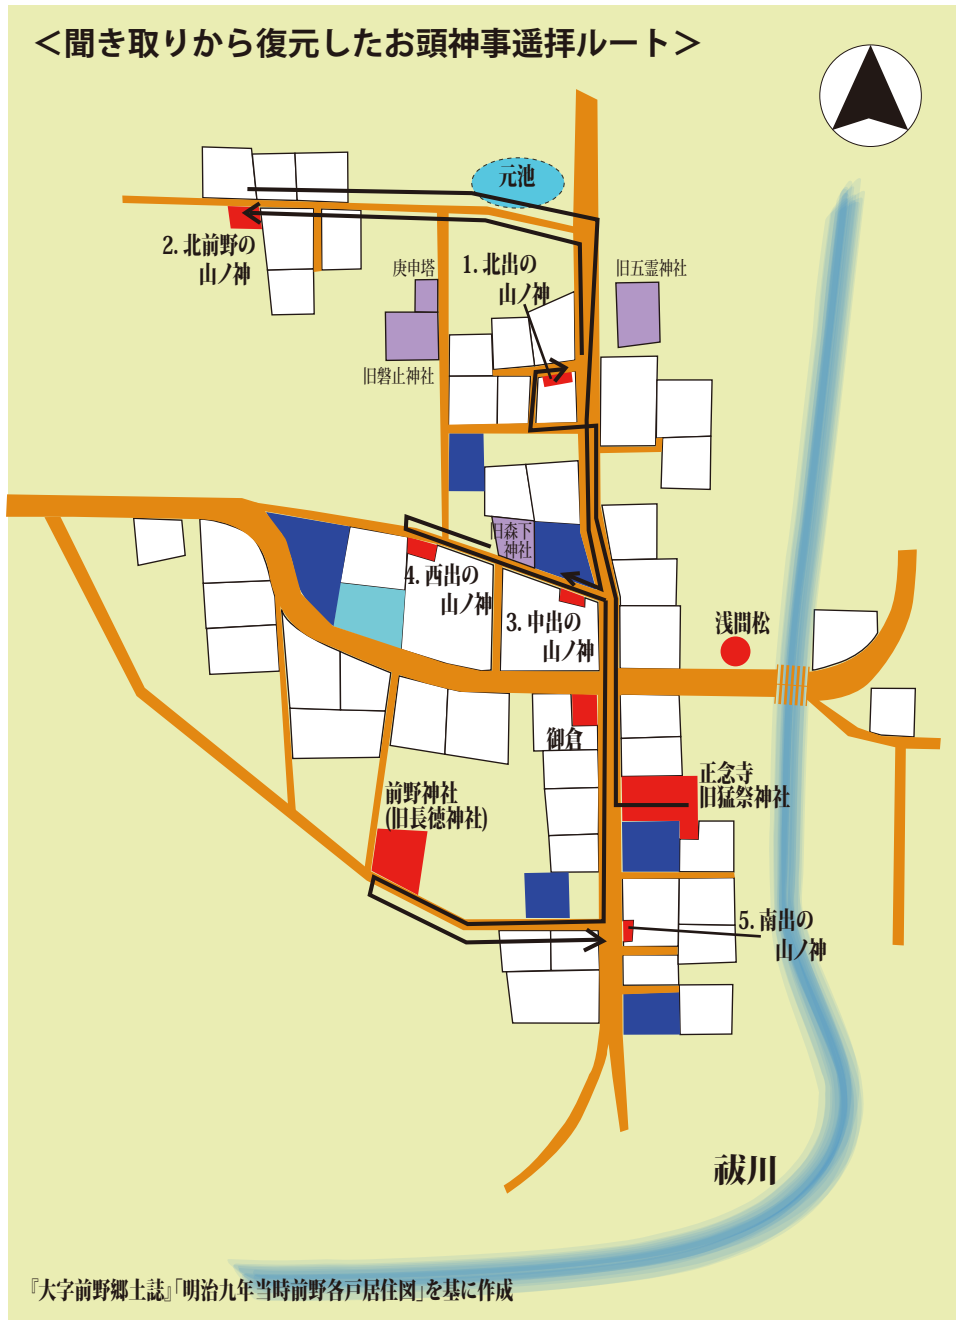 ＜聞き取りから復元したお頭神事遥拝ルート＞
元池
2. 北前野の
山ノ神
庚申塔
1. 北出の
山ノ神
旧五霊神社
旧磐止神社
旧森下
神社
4. 西出の
山ノ神
3. 中出の
山ノ神
浅間松
御倉
正念寺
旧猛祭神社
前野神社
(旧長徳神社)
5. 南出の
山ノ神
祓川
『大字前野郷土誌』「明治九年当時前野各戸居住図」を基に作成